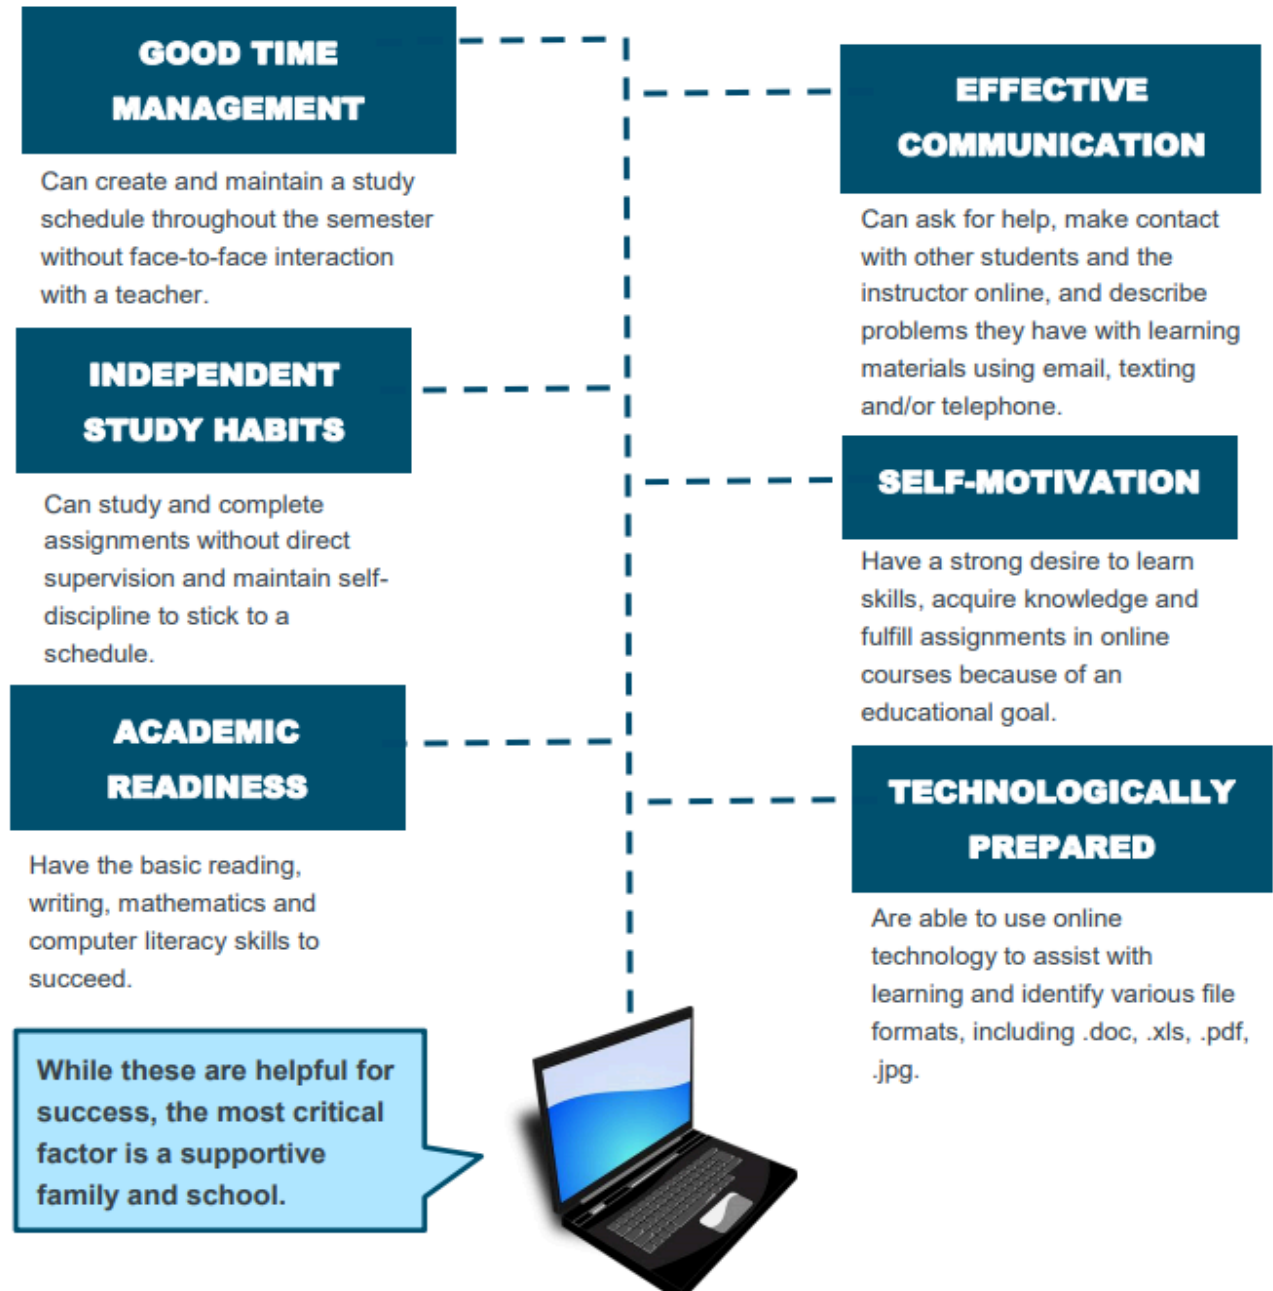 GOOD TIME
MANAGEMENT
Can create and maintain a study
schedule throughout the semester
without face-to-face interaction
with a teacher.
EFFECTIVE
COMMUNICATION
Can ask for help, make contact
with other students and the
instructor online, and describe
problems they have with learning
materials using email, texting
and/or telephone.
INDEPENDENT
STUDY HABITS
Can study and complete
assignments without direct
supervision and maintain self-
discipline to stick to a
schedule.
SELF-MOTIVATION
Have a strong desire to learn
skills, acquire knowledge and
fulfill assignments in online
courses because of an
educational goal.
ACADEMIC
READINESS
Have the basic reading,
writing, mathematics and
computer literacy skills to
succeed.
TECHNOLOGICALLY
PREPARED
Are able to use online
technology to assist with
learning and identify various file
formats, including .doc, .xls, .pdf,
.jpg.
While these are helpful for
success, the most critical
factor is a supportive
family and school.